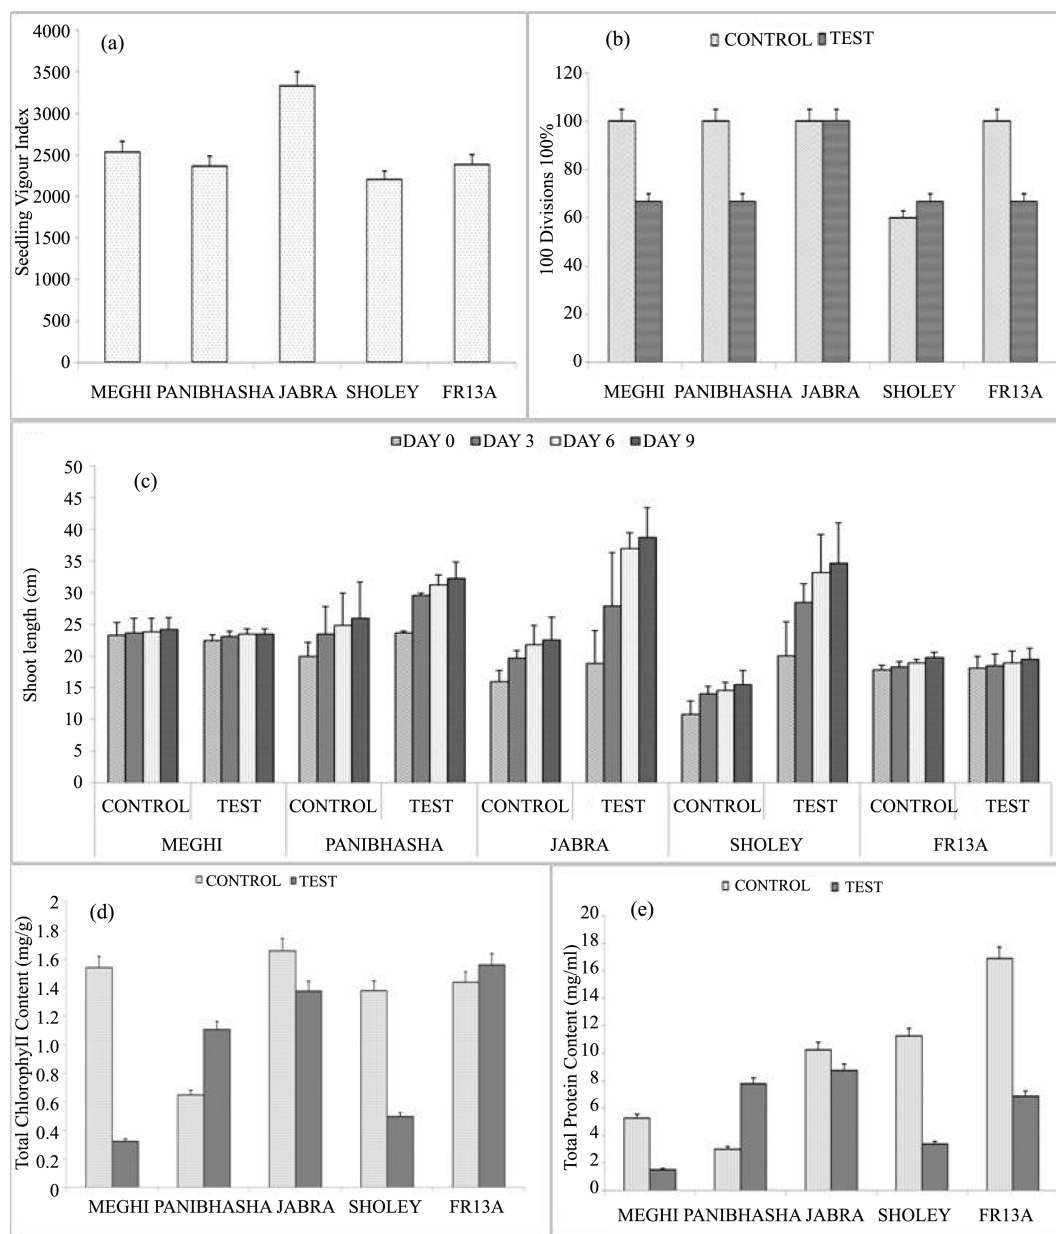 (a)
Seedling Vigour Index
4000
3500
3000
2500
2000
1500
1000
500
0
MEGHI PANIBHASHA JABRA SHOLEY FR13A
(b)
CONTROL TEST
100 Divisions 100%
120
100
80
60
40
20
0
MEGHI PANIBHASHA JABRA SHOLEY FR13A
DAY 0 DAY 3 DAY 6 DAY 9
(c)
Shoot length (cm)
50
45
40
35
30
25
20
15
10
5
0
CONTROL TEST CONTROL TEST CONTROL TEST CONTROL TEST CONTROL TEST
MEGHI PANIBHASHA JABRA SHOLEY FR13A
CONTROL TEST
(d)
Total ChlorophyII Content (mg/g)
2
1.8
1.6
1.4
1.2
1.0
0.8
0.6
0.4
0.2
0
MEGHI PANIBHASHA JABRA SHOLEY FR13A
CONTROL TEST
(e)
Total Protein Content (mg/ml)
20
18
16
14
12
10
8
6
4
2
0
MEGHI PANIBHASHA JABRA SHOLEY FR13A